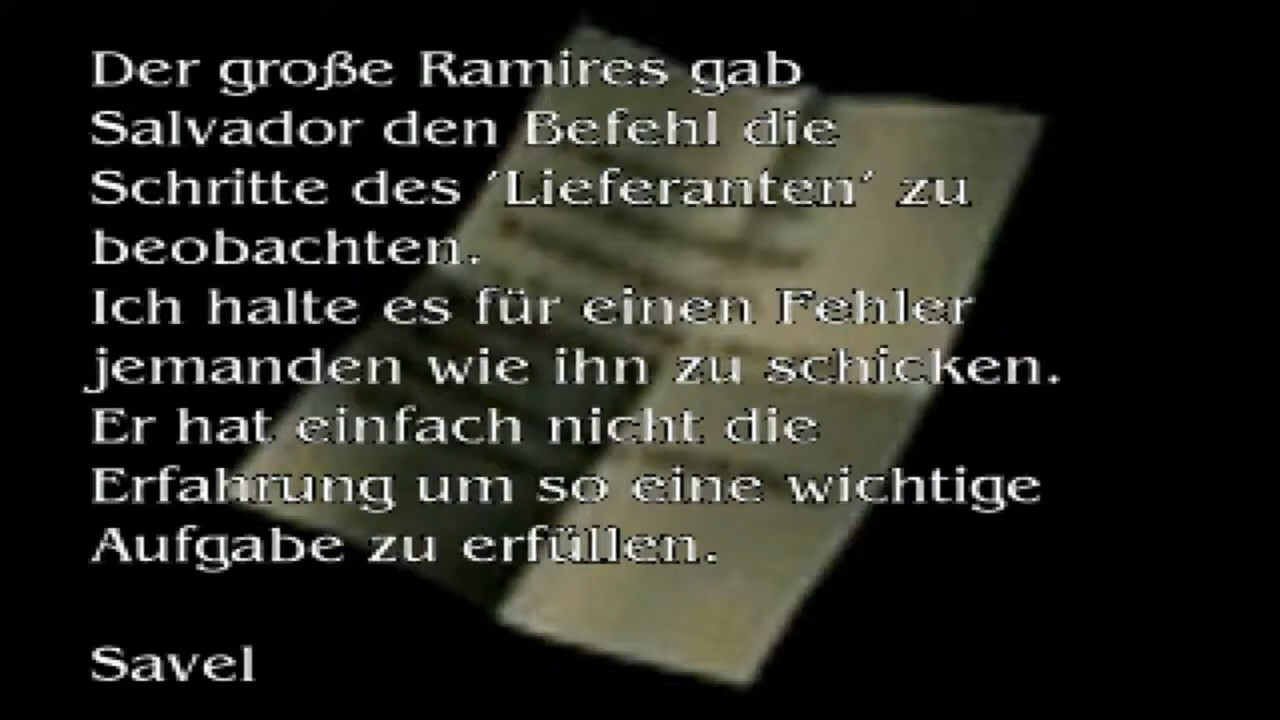 Der große Ramires gab
Salvador den Befehl die
Schritte des ′Lieferanten′ zu
beobachten.
Ich halte es für einen Fehler
jemanden wie ihn zu schicken.
Er hat einfach nicht die
Erfahrung um so eine wichtige
Aufgabe zu erfüllen.
Savel